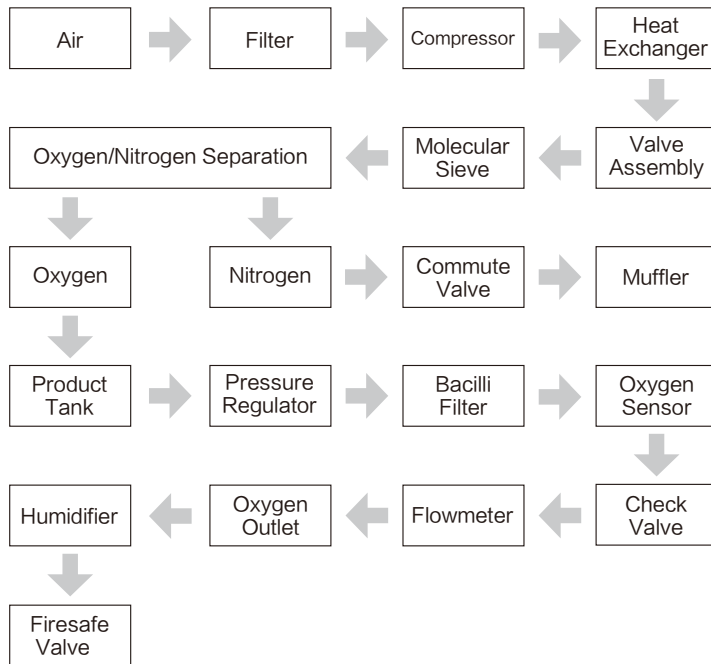 Air
Filter
Compressor
Heat
Exchanger
Valve
Assembly
Molecular
Sieve
Oxygen/Nitrogen Separation
Oxygen
Nitrogen
Commute
Valve
Muffler
Product
Tank
Pressure
Regulator
Bacilli
Filter
Oxygen
Sensor
Check
Valve
Flowmeter
Oxygen
Outlet
Humidifier
Firesafe
Valve